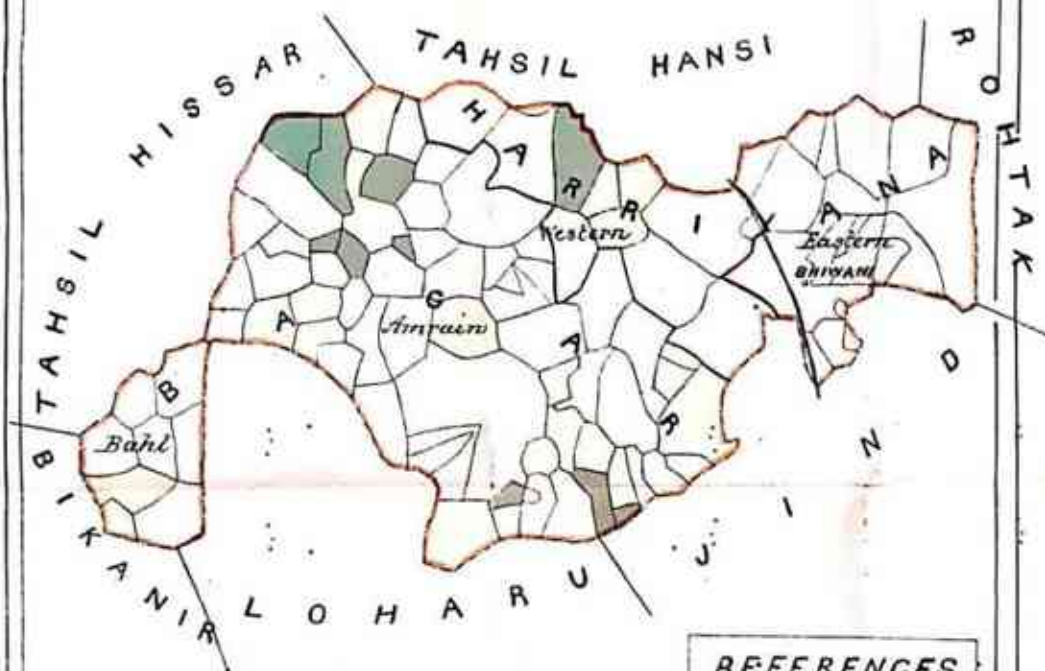 TAHSIL HISSAR
TAHSIL HANSI
ROHTAK
HARRIANA
Western
Eastern
BHIWANI
BAGAR
Amrain
Bahl
BIKANIR
LOHARU
JIND
REFERENCES